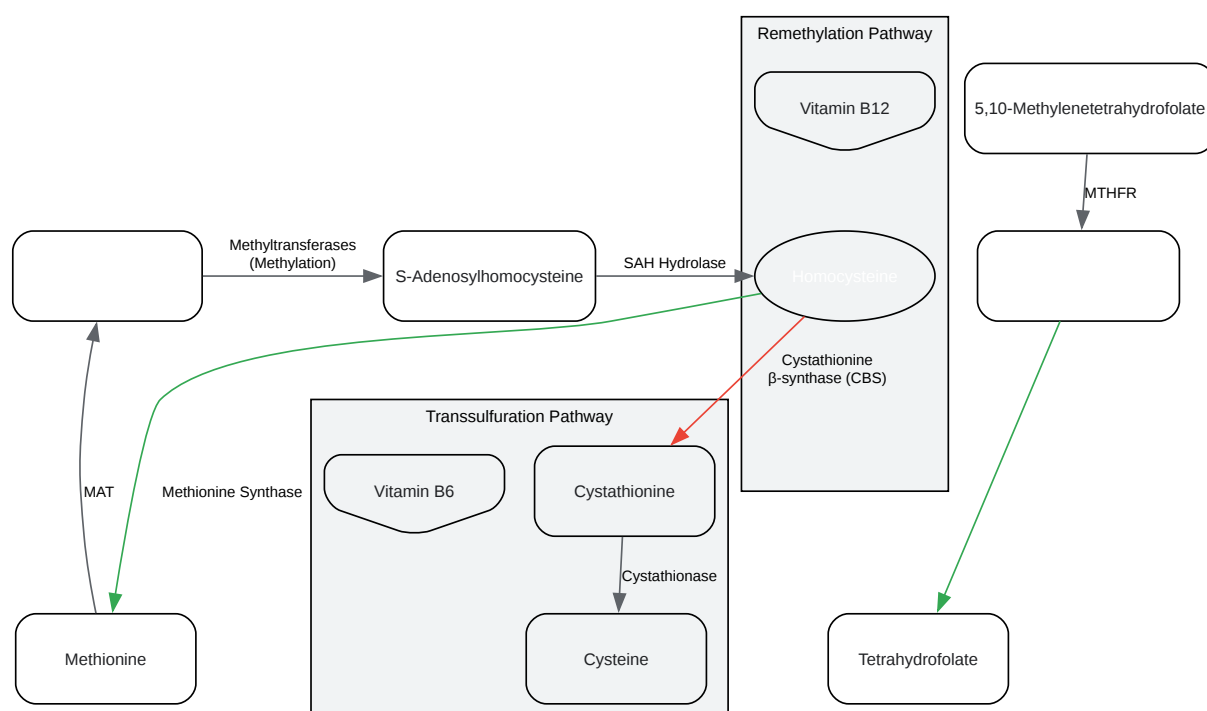 Remethylation Pathway
Vitamin B12
5,10-Methylenetetrahydrofolate
MTHFR
Methyltransferases
(Methylation)
S-Adenosylhomocysteine
SAH Hydrolase
Homocysteine
Cystathionine
β-synthase (CBS)
Transsulfuration Pathway
MAT
Methionine Synthase
Vitamin B6
Cystathionine
Cystathionase
Methionine
Cysteine
Tetrahydrofolate